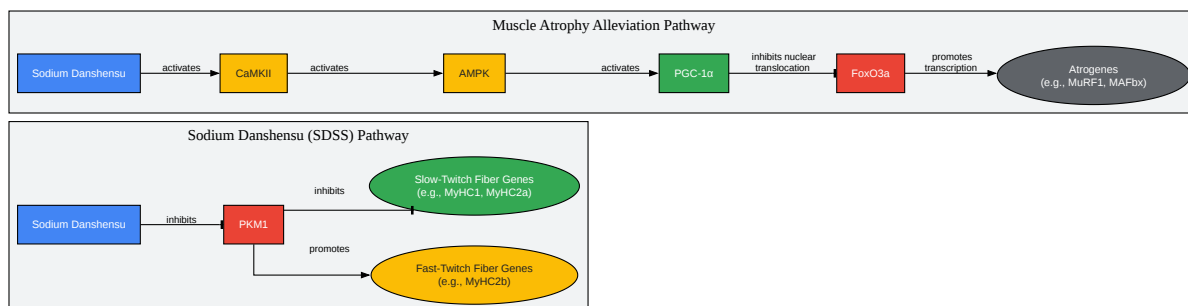 Muscle Atrophy Alleviation Pathway
Sodium Danshensu
activates
CaMKII
activates
AMPK
activates
PGC-1α
inhibits nuclear
translocation
FoxO3a
promotes
transcription
Atrogenes
(e.g., MuRF1, MAFbx)
Sodium Danshensu (SDSS) Pathway
Sodium Danshensu
inhibits
PKM1
inhibits
Slow-Twitch Fiber Genes
(e.g., MyHC1, MyHC2a)
promotes
Fast-Twitch Fiber Genes
(e.g., MyHC2b)